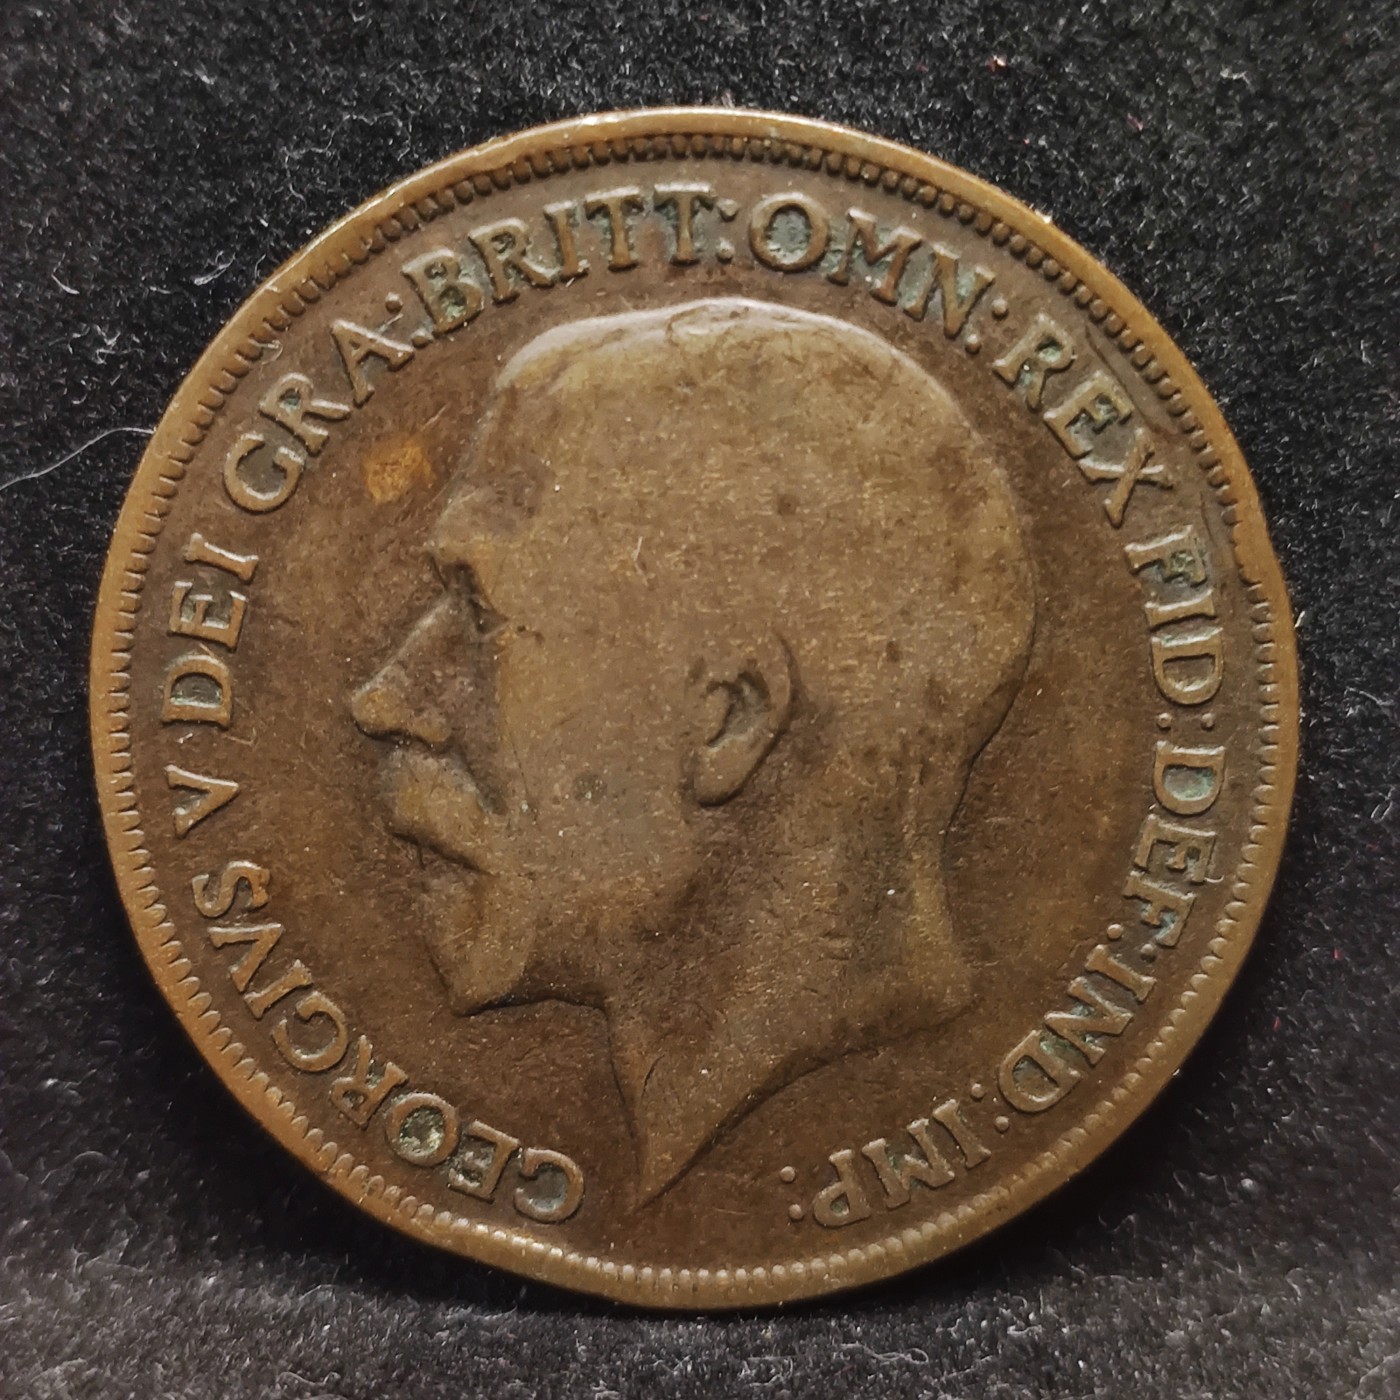 GEORGIVS V DEI GRA:BRITT:OMN:REX FID:DEF:IND:IMP: